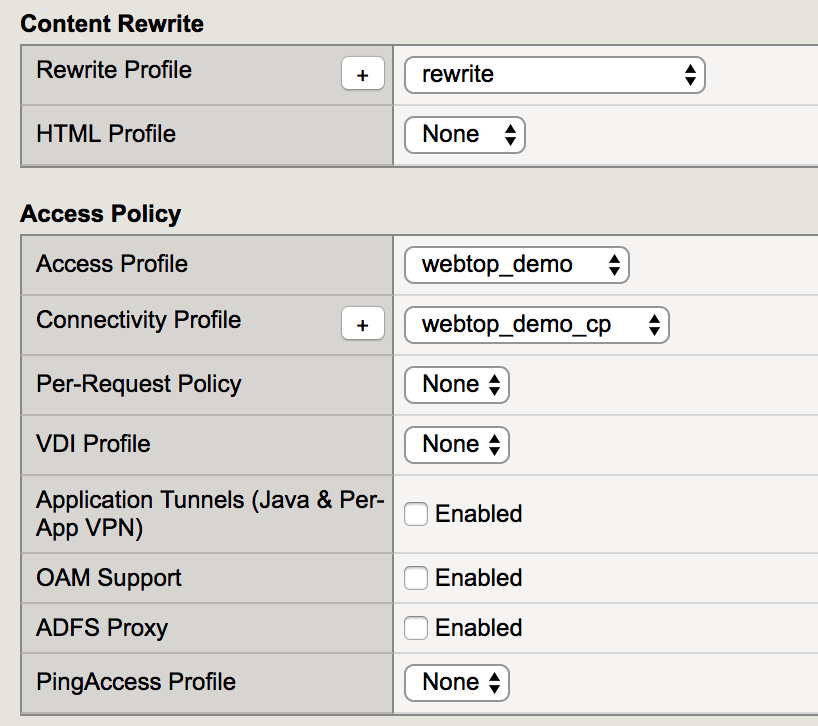 Content Rewrite
Rewrite Profile + rewrite
HTML Profile None
Access Policy
Access Profile webtop_demo
Connectivity Profile + webtop_demo_cp
Per-Request Policy None
VDI Profile None
Application Tunnels (Java & Per-
App VPN) Enabled
OAM Support Enabled
ADFS Proxy Enabled
PingAccess Profile None